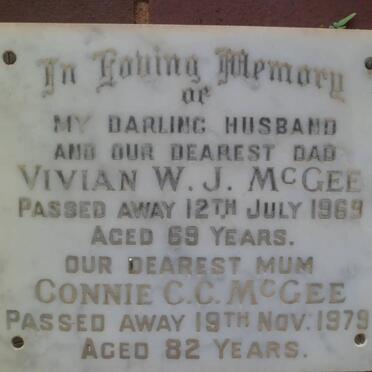 In Loving Memory
OF
MY DARLING HUSBAND
AND OUR DEAREST DAD
VIVIAN W. J. McGEE
PASSED AWAY 12TH JULY 1969
AGED 69 YEARS.
OUR DEAREST MUM
CONNIE C.C. McGEE
PASSED AWAY 19TH NOV: 1979
AGED 82 YEARS.